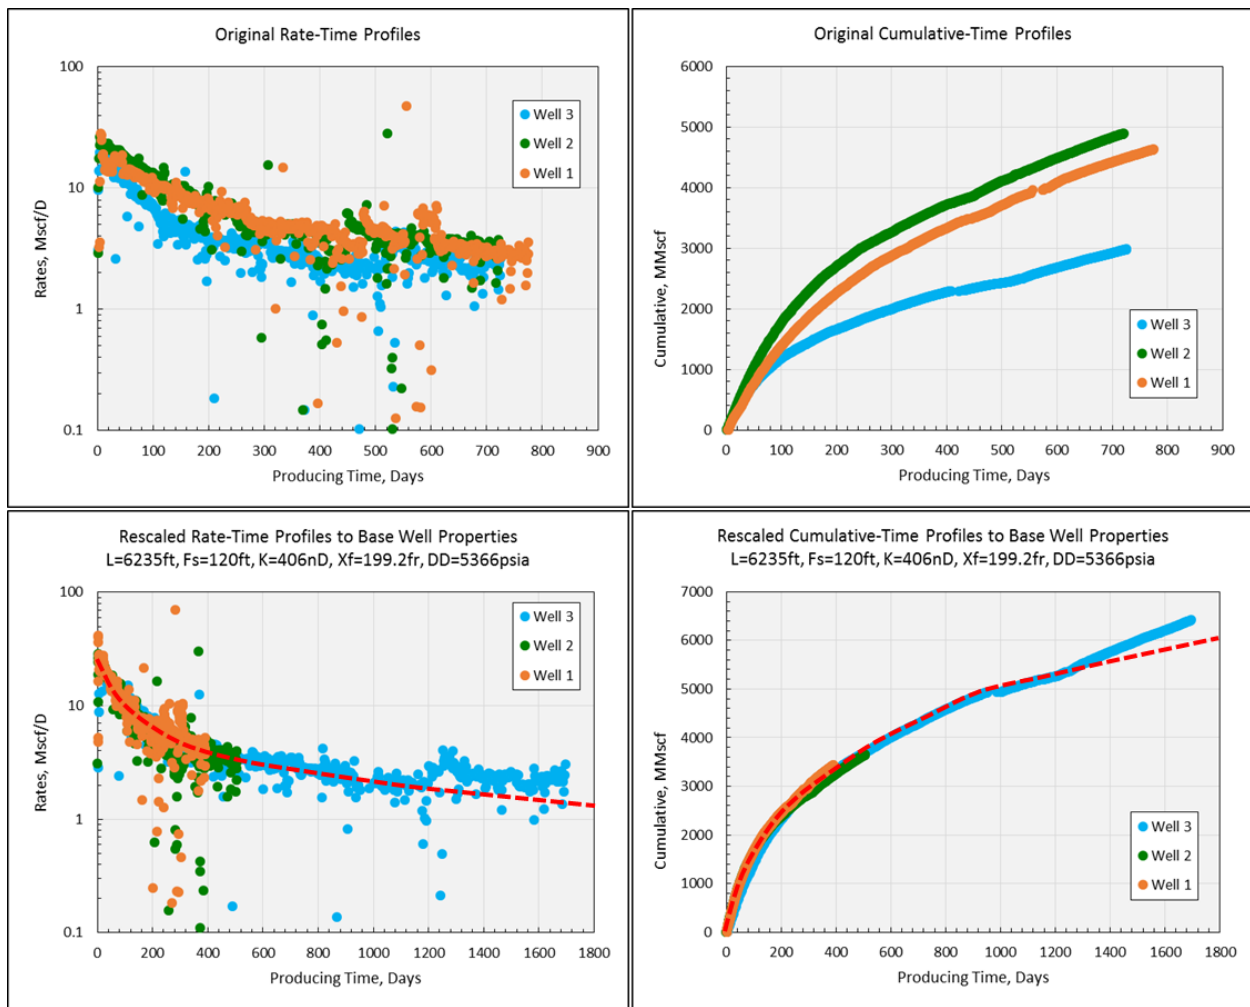 Original Rate-Time Profiles
100
10
1
0.1
Rates, Mscf/D
Well 3
Well 2
Well 1
0 100 200 300 400 500 600 700 800 900
Producing Time, Days
Original Cumulative-Time Profiles
6000
5000
4000
3000
2000
1000
0
Cumulative, MMscf
Well 3
Well 2
Well 1
0 100 200 300 400 500 600 700 800 900
Producing Time, Days
Rescaled Rate-Time Profiles to Base Well Properties
L=6235ft, Fs=120ft, K=406nD, Xf=199.2fr, DD=5366psia
100
10
1
0.1
Rates, Mscf/D
Well 3
Well 2
Well 1
0 200 400 600 800 1000 1200 1400 1600 1800
Producing Time, Days
Rescaled Cumulative-Time Profiles to Base Well Properties
L=6235ft, Fs=120ft, K=406nD, Xf=199.2fr, DD=5366psia
7000
6000
5000
4000
3000
2000
1000
0
Cumulative, MMscf
Well 3
Well 2
Well 1
0 200 400 600 800 1000 1200 1400 1600 1800
Producing Time, Days